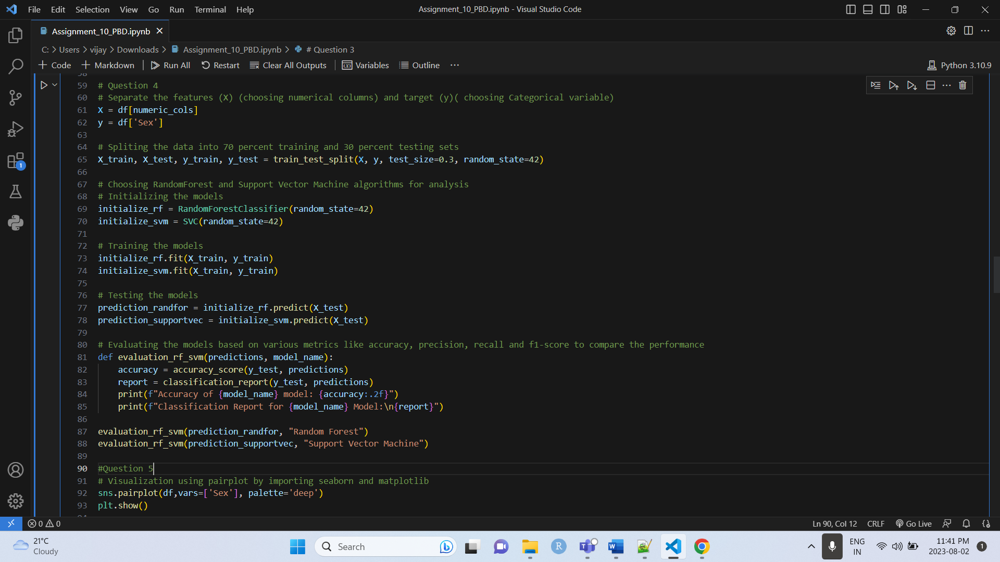 File Edit Selection View Go Run Terminal Help
Assignment_10_PBD.ipynb - Visual Studio Code
Assignment_10_PBD.ipynb
C: > Users > vijay > Downloads > Assignment_10_PBD.ipynb > # Question 3
Code Markdown Run All Restart Clear All Outputs Variables Outline ... Python 3.10.9
58
59 # Question 4
60 # Separate the features (X) (choosing numerical columns) and target (y)( choosing Categorical variable)
61 X = df[numeric_cols]
62 y = df['Sex']
63
64 # Spliting the data into 70 percent training and 30 percent testing sets
65 X_train, X_test, y_train, y_test = train_test_split(X, y, test_size=0.3, random_state=42)
66
67 # Choosing RandomForest and Support Vector Machine algorithms for analysis
68 # Initializing the models
69 initialize_rf = RandomForestClassifier(random_state=42)
70 initialize_svm = SVC(random_state=42)
71
72 # Training the models
73 initialize_rf.fit(X_train, y_train)
74 initialize_svm.fit(X_train, y_train)
75
76 # Testing the models
77 prediction_randfor = initialize_rf.predict(X_test)
78 prediction_supportvec = initialize_svm.predict(X_test)
79
80 # Evaluating the models based on various metrics like accuracy, precision, recall and f1-score to compare the performance
81 def evaluation_rf_svm(predictions, model_name):
82     accuracy = accuracy_score(y_test, predictions)
83     report = classification_report(y_test, predictions)
84     print(f"Accuracy of {model_name} model: {accuracy:.2f}")
85     print(f"Classification Report for {model_name} Model:\n{report}")
86
87 evaluation_rf_svm(prediction_randfor, "Random Forest")
88 evaluation_rf_svm(prediction_supportvec, "Support Vector Machine")
89
90 #Question 5
91 # Visualization using pairplot by importing seaborn and matplotlib
92 sns.pairplot(df,vars=['Sex'], palette='deep')
93 plt.show()
94
1
0 0
Ln 90, Col 12 CRLF Go Live
21°C
Cloudy
Search
ENG
IN
11:41 PM
2023-08-02
1